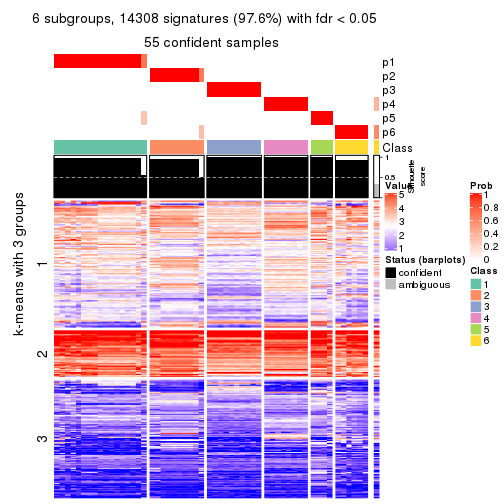 6 subgroups, 14308 signatures (97.6%) with fdr < 0.05
55 confident samples
p1
p2
p3
p4
p5
p6
Class
1
0.5
Silhouette
score
k-means with 3 groups
1
2
3
Value
5
4
3
2
1
Status (barplots)
confident
ambiguous
Prob
1
0.8
0.6
0.4
0.2
0
Class
1
2
3
4
5
6